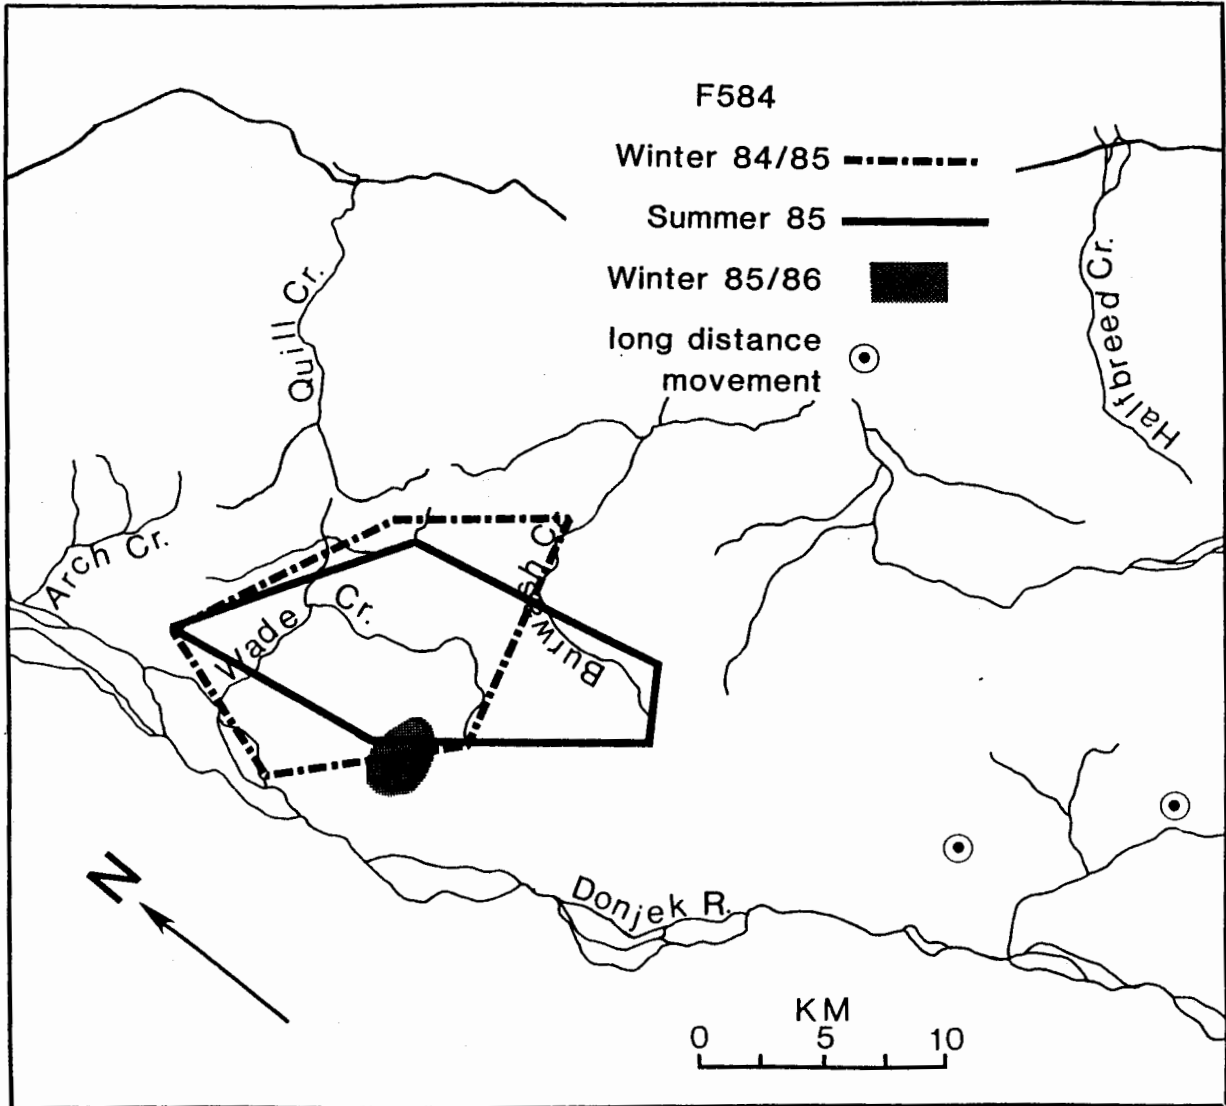 F584
Winter 84/85
Summer 85
Winter 85/86
long distance
movement
Quill Cr.
Halfbreed Cr.
Arch Cr.
Wade Cr.
Burwash C
N
Donjek R.
KM
0 5 10